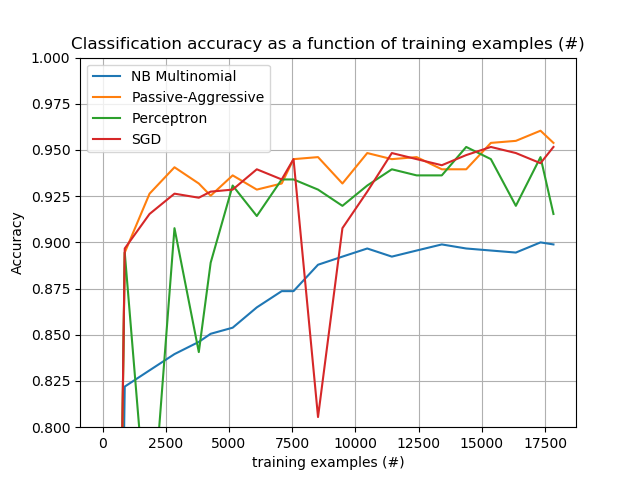 Classification accuracy as a function of training examples (#)
1.000
0.975
0.950
0.925
0.900
0.875
0.850
0.825
0.800
Accuracy
NB Multinomial
Passive-Aggressive
Perceptron
SGD
0 2500 5000 7500 10000 12500 15000 17500
training examples (#)